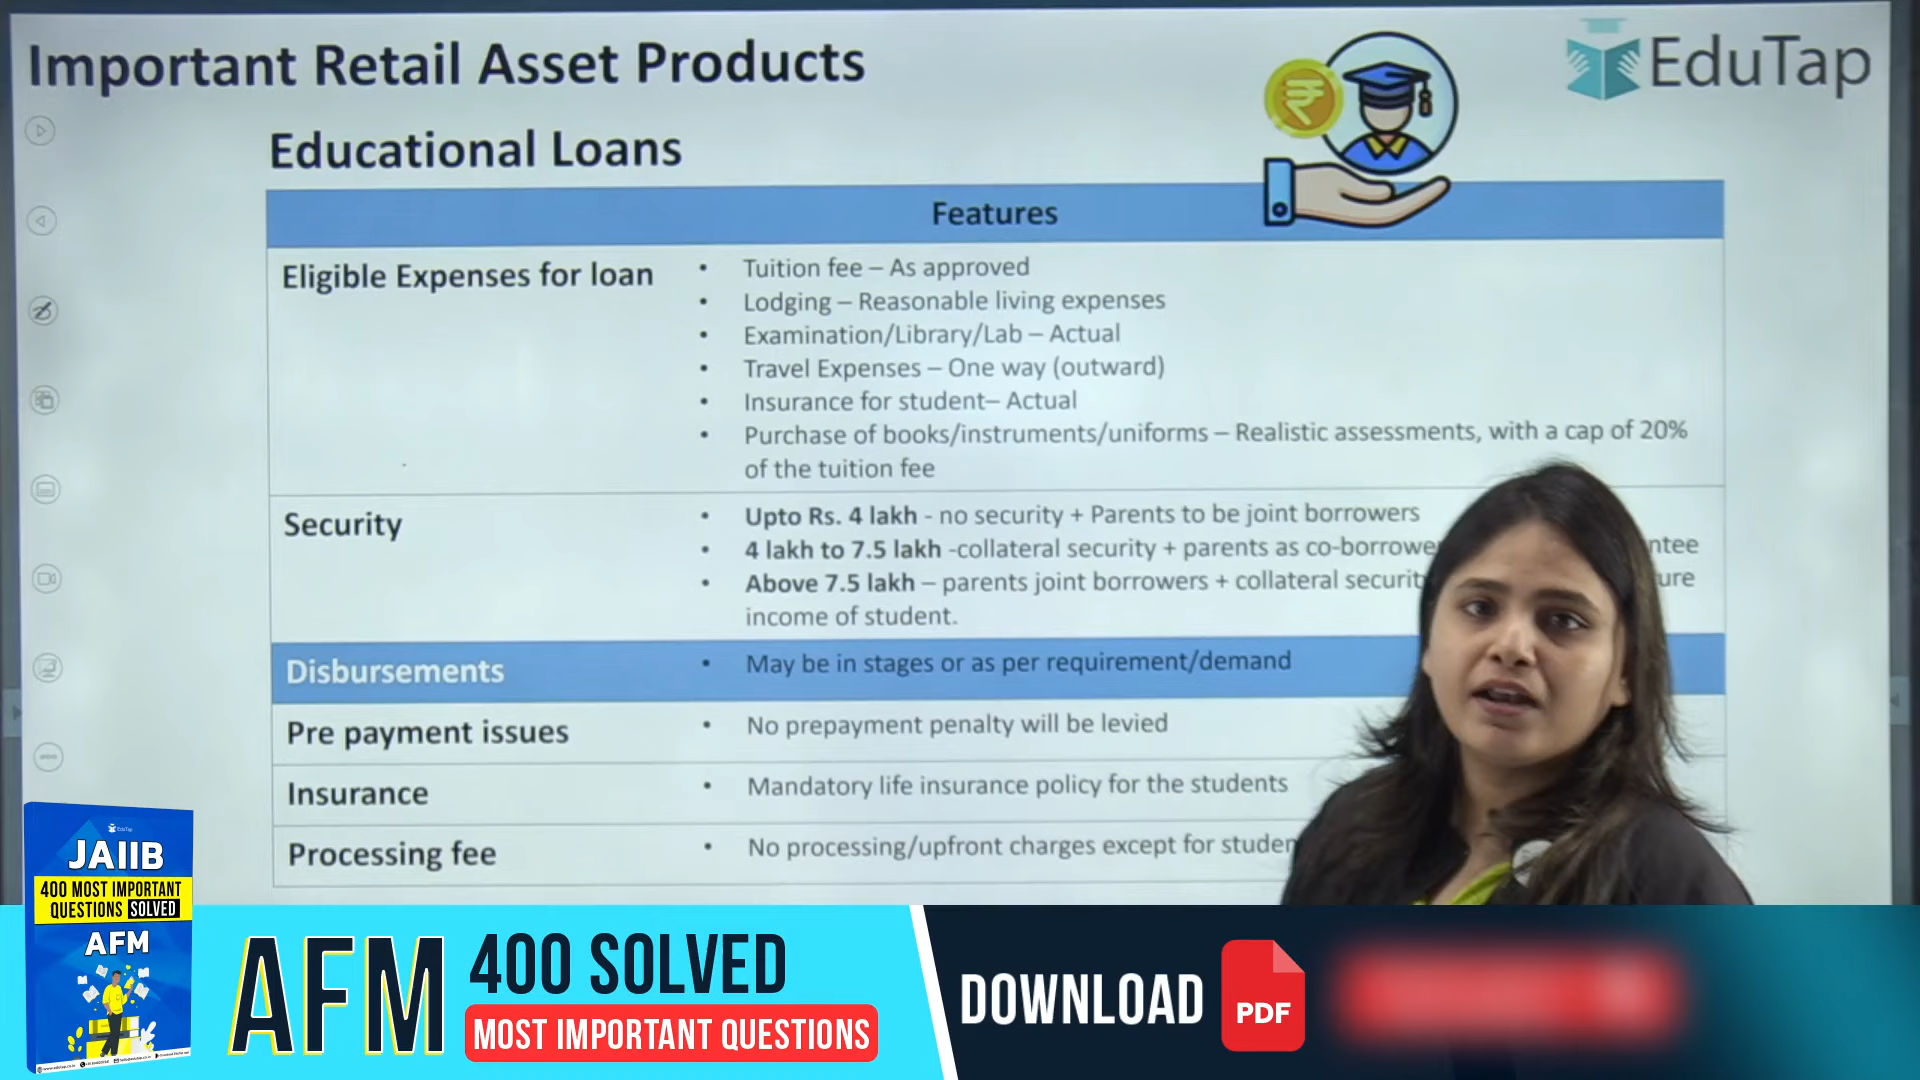 Important Retail Asset Products
EduTap
Educational Loans
Features
Eligible Expenses for loan
• Tuition fee – As approved
• Lodging – Reasonable living expenses
• Examination/Library/Lab – Actual
• Travel Expenses – One way (outward)
• Insurance for student– Actual
• Purchase of books/instruments/uniforms – Realistic assessments, with a cap of 20%
of the tuition fee
Security
• Upto Rs. 4 lakh - no security + Parents to be joint borrowers
• 4 lakh to 7.5 lakh -collateral security + parents as
• Above 7.5 lakh – parents joint borrowers + collateral
income of student.
Disbursements
• May be in stages or as per requirement/demand
Pre payment issues
• No prepayment penalty will be levied
Insurance
• Mandatory life insurance policy for the students
Processing fee
• No processing/upfront charges except for
EduTap
JAIIB
400 MOST IMPORTANT
QUESTIONS SOLVED
AFM
AFM
400 SOLVED
MOST IMPORTANT QUESTIONS
DOWNLOAD
PDF